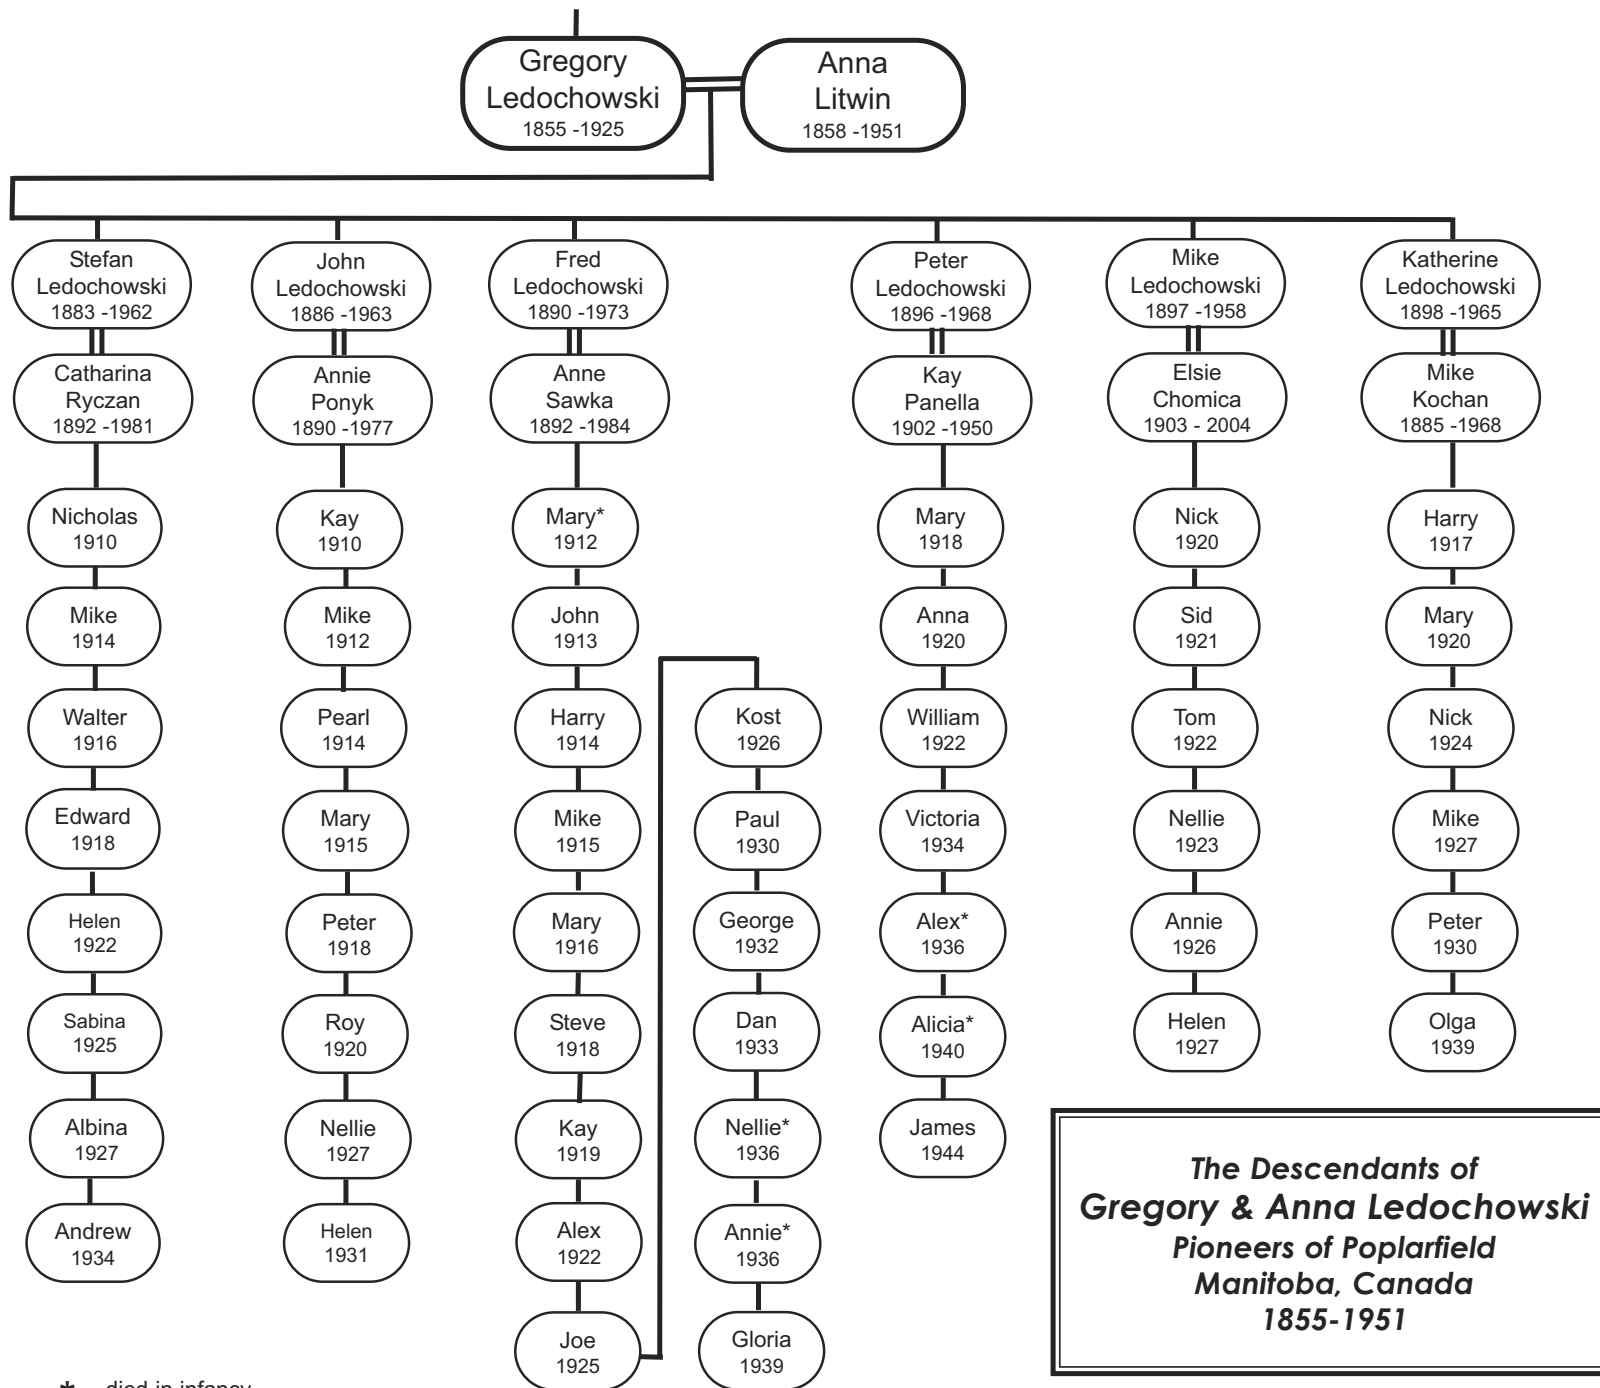 Gregory
Ledochowski
1855 -1925
Anna
Litwin
1858 -1951
Stefan
Ledochowski
1883 -1962
Catharina
Ryczan
1892 -1981
Nicholas
1910
Mike
1914
Walter
1916
Edward
1918
Helen
1922
Sabina
1925
Albina
1927
Andrew
1934
John
Ledochowski
1886 -1963
Annie
Ponyk
1890 -1977
Kay
1910
Mike
1912
Pearl
1914
Mary
1915
Peter
1918
Roy
1920
Nellie
1927
Helen
1931
Fred
Ledochowski
1890 -1973
Anne
Sawka
1892 -1984
Mary*
1912
John
1913
Harry
1914
Mike
1915
Mary
1916
Steve
1918
Kay
1919
Alex
1922
Joe
1925
Kost
1926
Paul
1930
George
1932
Dan
1933
Nellie*
1936
Annie*
1936
Gloria
1939
Peter
Ledochowski
1896 -1968
Kay
Panella
1902 -1950
Mary
1918
Anna
1920
William
1922
Victoria
1934
Alex*
1936
Alicia*
1940
James
1944
Mike
Ledochowski
1897 -1958
Elsie
Chomica
1903 - 2004
Nick
1920
Sid
1921
Tom
1922
Nellie
1923
Annie
1926
Helen
1927
Katherine
Ledochowski
1898 -1965
Mike
Kochan
1885 -1968
Harry
1917
Mary
1920
Nick
1924
Mike
1927
Peter
1930
Olga
1939
The Descendants of
Gregory & Anna Ledochowski
Pioneers of Poplarfield
Manitoba, Canada
1855-1951
* died in infancy